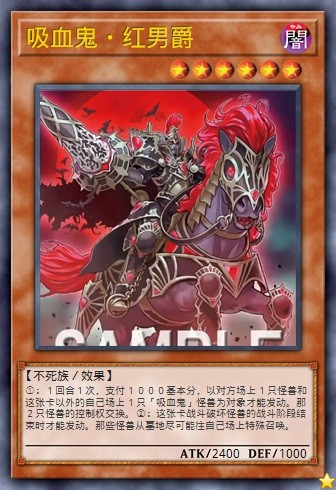 吸血鬼·红男爵
闇
SAMPLE
【不死族／效果】
①：1回合1次，支付1000基本分，以对方场上1只怪兽和
这张卡以外的自己场上1只「吸血鬼」怪兽为对象才能发动。那
2只怪兽的控制权交换。②：这张卡战斗破坏怪兽的战斗阶段结
束时才能发动。那些怪兽从墓地尽可能往自己场上特殊召唤。
ATK/2400 DEF/1000